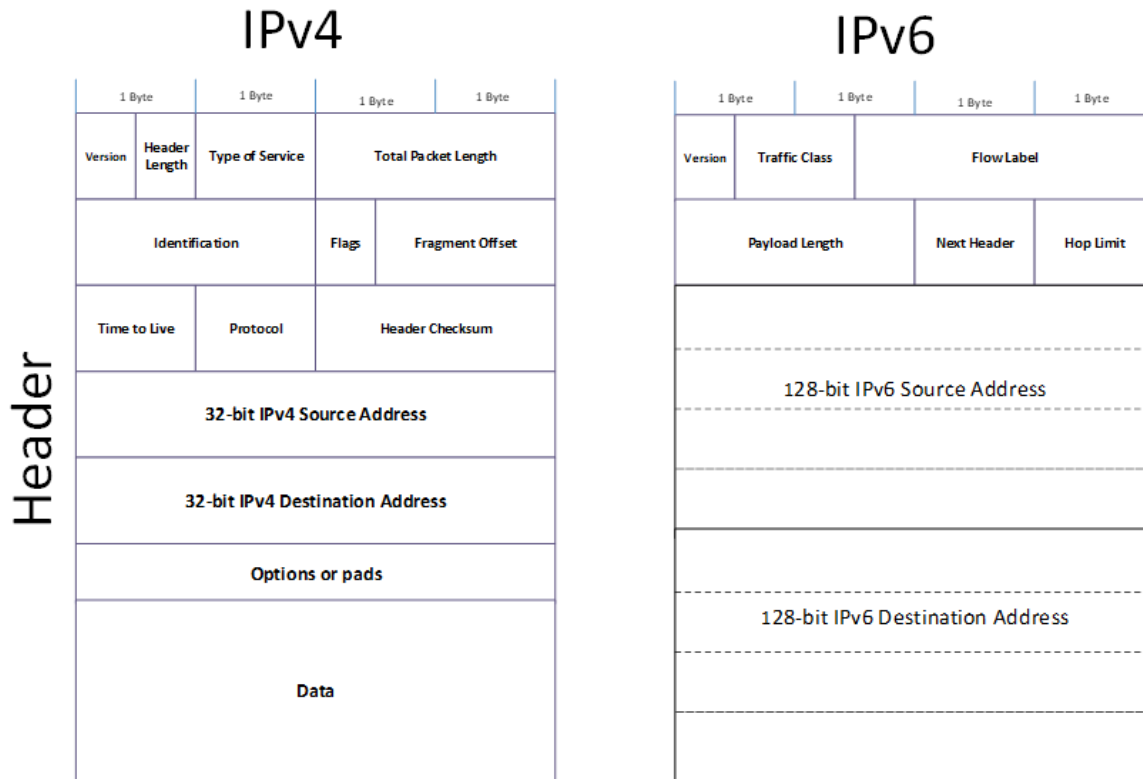 IPv4
IPv6
1 Byte 1 Byte 1 Byte 1 Byte
1 Byte 1 Byte 1 Byte 1 Byte
Version Header Length Type of Service Total Packet Length
Version Traffic Class Flow Label
Identification Flags Fragment Offset
Payload Length Next Header Hop Limit
Time to Live Protocol Header Checksum
Header
32-bit IPv4 Source Address
128-bit IPv6 Source Address
32-bit IPv4 Destination Address
Options or pads
128-bit IPv6 Destination Address
Data